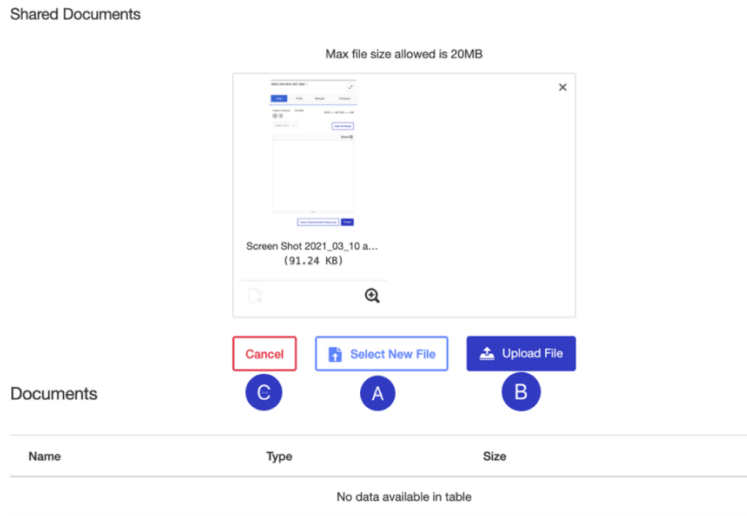 Shared Documents
Max file size allowed is 20MB
Screen Shot 2021_03_10 a...
(91.24 KB)
Cancel
Select New File
Upload File
C
A
B
Documents
Name Type Size
No data available in table